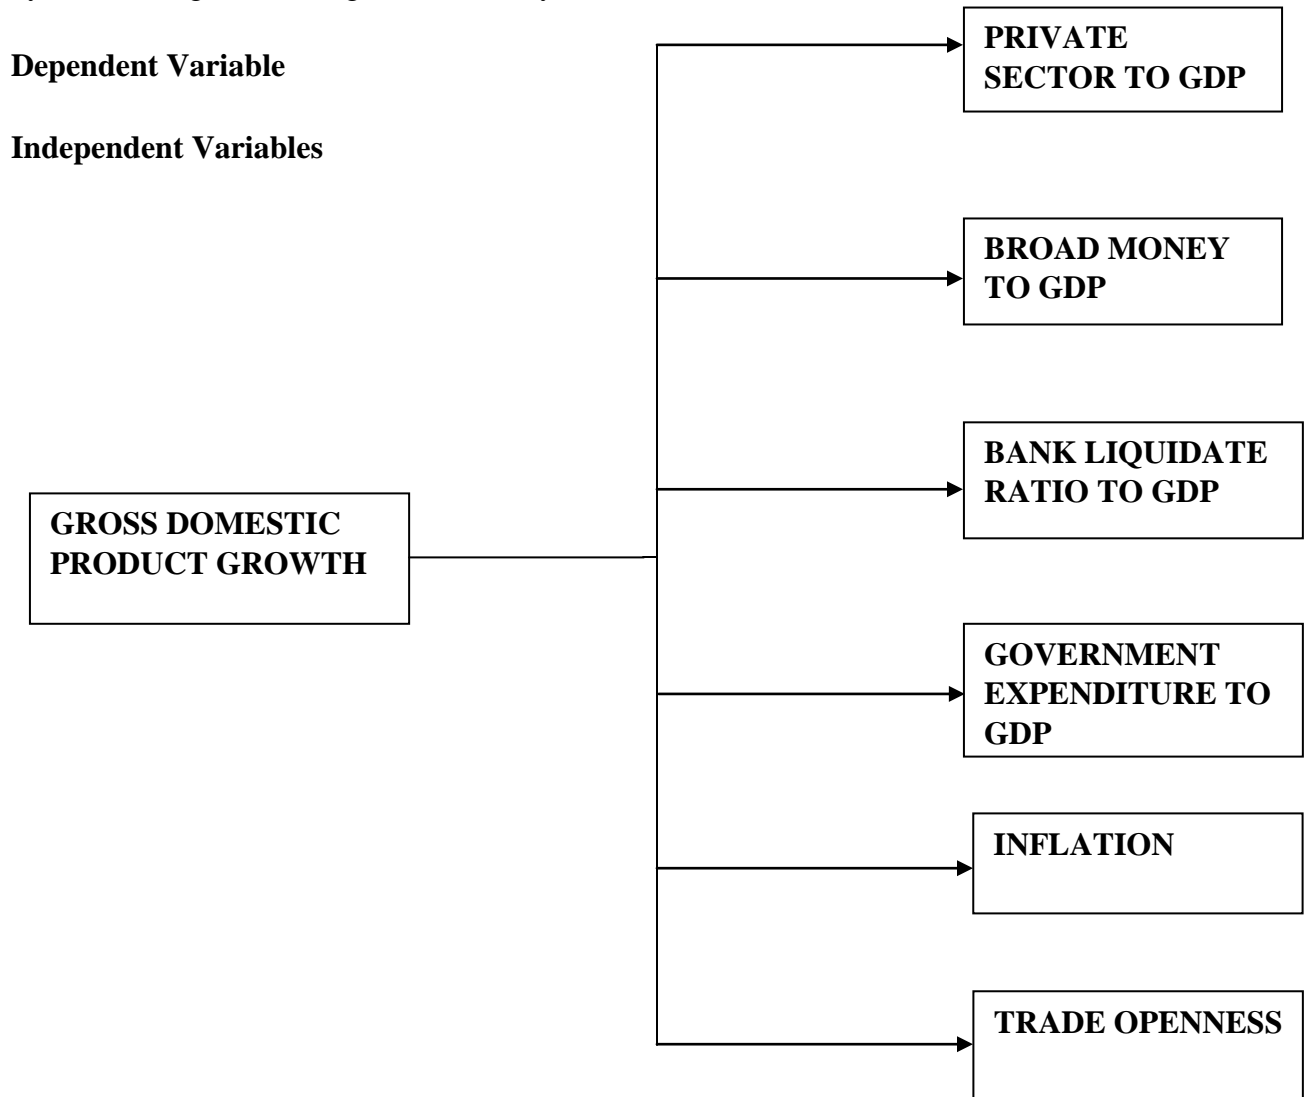 Dependent Variable
Independent Variables
PRIVATE
SECTOR TO GDP
BROAD MONEY
TO GDP
BANK LIQUIDATE
RATIO TO GDP
GROSS DOMESTIC
PRODUCT GROWTH
GOVERNMENT
EXPENDITURE TO
GDP
INFLATION
TRADE OPENNESS